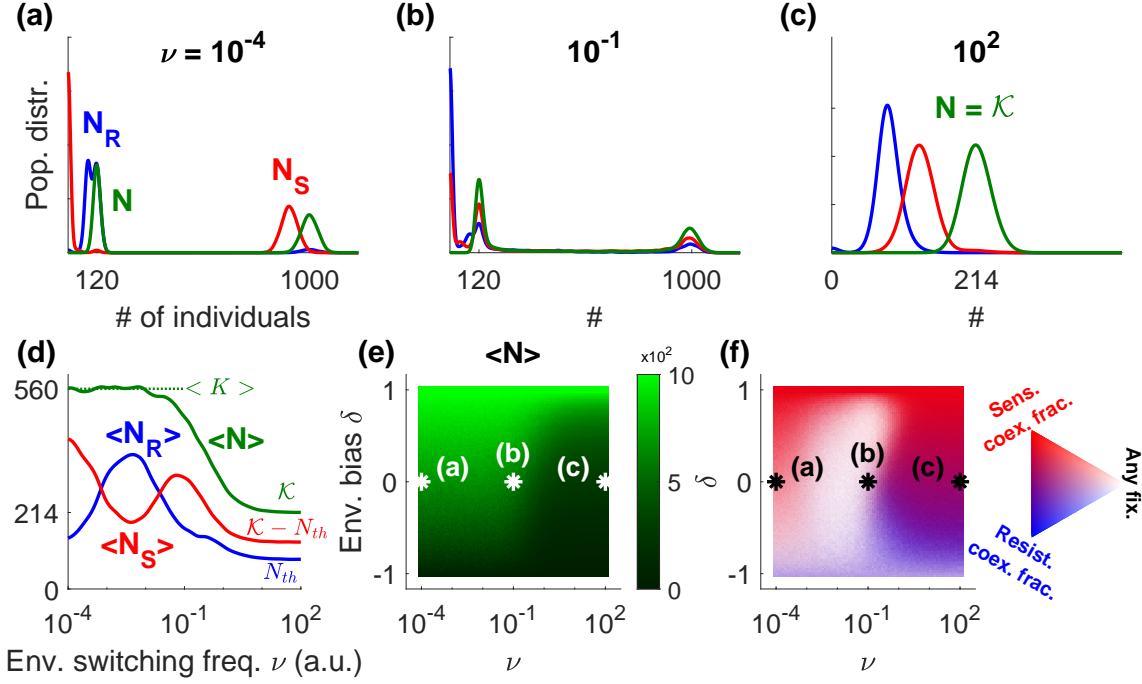 (a)
ν = 10^-4
Pop. distr.
N_R
N
N_S
120
1000
# of individuals
(b)
10^-1
120
1000
#
(c)
10^2
N = 𝒦
0
214
#
(d)
560
214
0
< K >
<N_R>
<N>
<N_S>
𝒦
𝒦 − N_th
N_th
10^-4
10^-1
10^2
Env. switching freq. ν (a.u.)
(e)
<N>
×10^2
10
5
0
Env. bias δ
1
0
-1
(a)
(b)
(c)
10^-4
10^-1
10^2
ν
(f)
δ
1
0
-1
(a)
(b)
(c)
10^-4
10^-1
10^2
ν
Sens.
coex. frac.
Any fix.
Resist.
coex. frac.